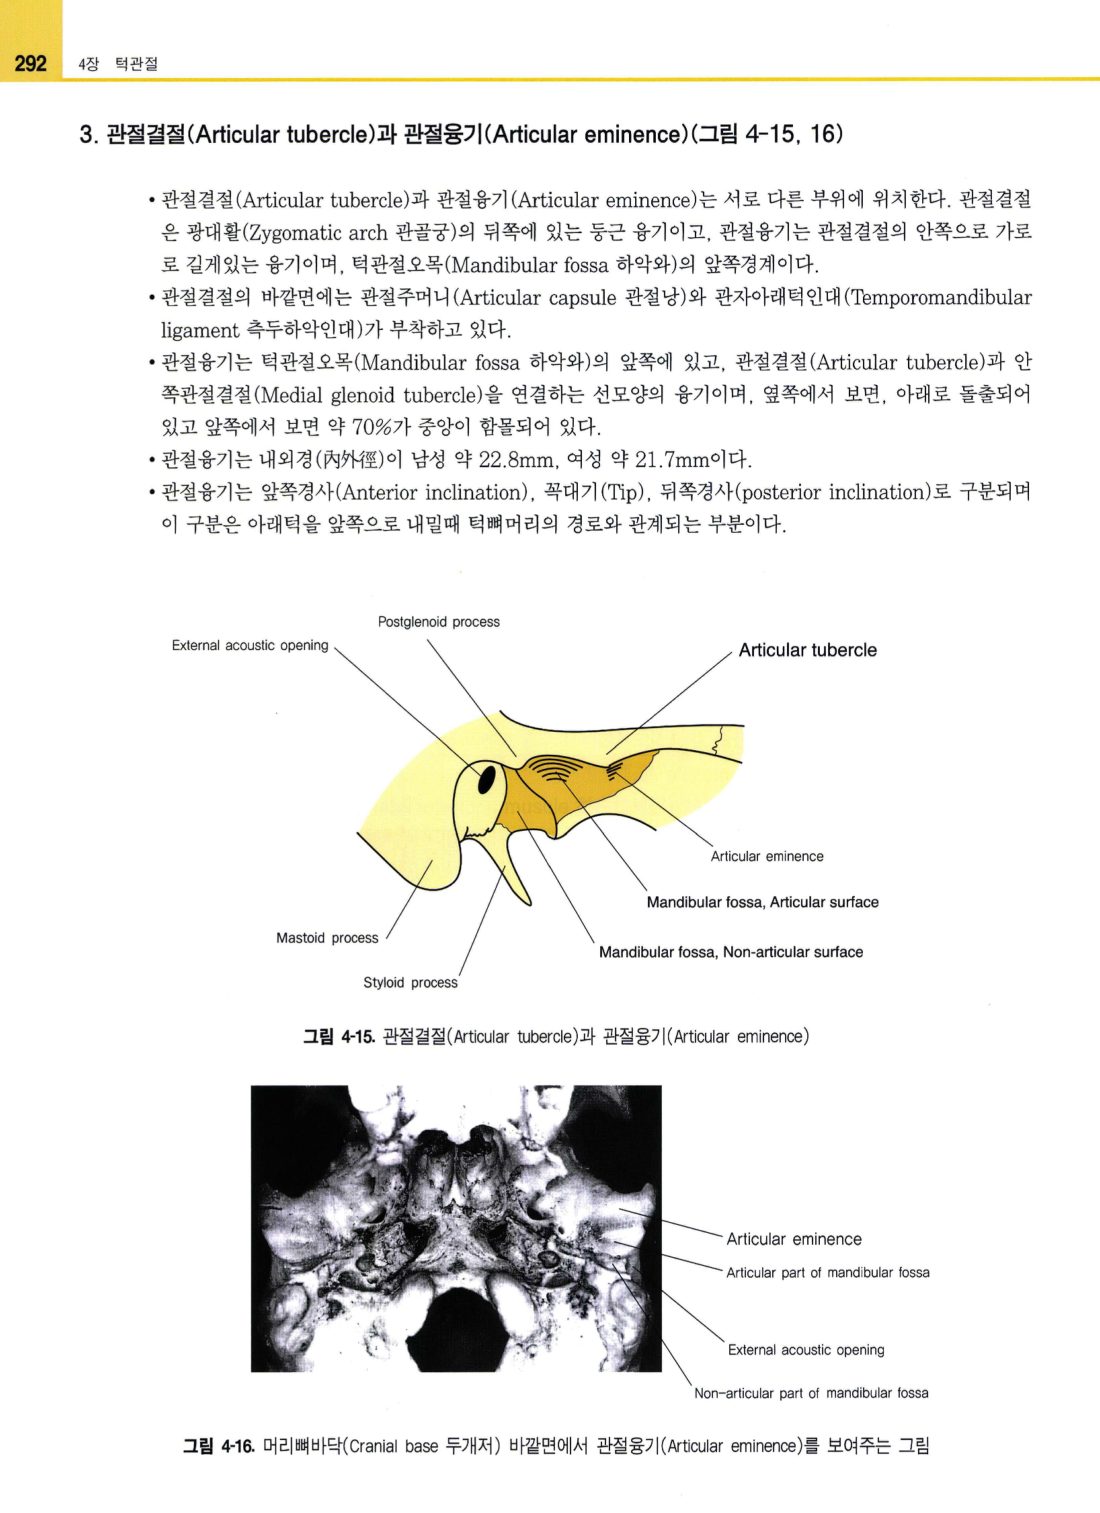 292 4장 턱관절
3. 관절결절(Articular tubercle)과 관절융기(Articular eminence)(그림 4-15, 16)
• 관절결절(Articular tubercle)과 관절융기(Articular eminence)는 서로 다른 부위에 위치한다. 관절결절
은 광대활(Zygomatic arch 관골궁)의 뒤쪽에 있는 둥근 융기이고, 관절융기는 관절결절의 안쪽으로 가로
로 길게있는 융기이며, 턱관절오목(Mandibular fossa 하악와)의 앞쪽경계이다.
• 관절결절의 바깥면에는 관절주머니(Articular capsule 관절낭)와 관자아래턱인대(Temporomandibular
ligament 측두하악인대)가 부착하고 있다.
• 관절융기는 턱관절오목(Mandibular fossa 하악와)의 앞쪽에 있고, 관절결절(Articular tubercle)과 안
쪽관절결절(Medial glenoid tubercle)을 연결하는 선모양의 융기이며, 옆쪽에서 보면, 아래로 돌출되어
있고 앞쪽에서 보면 약 70%가 중앙이 함몰되어 있다.
• 관절융기는 내외경(內外徑)이 남성 약 22.8mm, 여성 약 21.7mm이다.
• 관절융기는 앞쪽경사(Anterior inclination), 꼭대기(Tip), 뒤쪽경사(posterior inclination)로 구분되며
이 구분은 아래턱을 앞쪽으로 내밀때 턱뼈머리의 경로와 관계되는 부분이다.
Postglenoid process
External acoustic opening
Articular tubercle
Articular eminence
Mandibular fossa, Articular surface
Mastoid process
Mandibular fossa, Non-articular surface
Styloid process
그림 4-15. 관절결절(Articular tubercle)과 관절융기(Articular eminence)
Articular eminence
Articular part of mandibular fossa
External acoustic opening
Non-articular part of mandibular fossa
그림 4-16. 머리뼈바닥(Cranial base 두개저) 바깥면에서 관절융기(Articular eminence)를 보여주는 그림